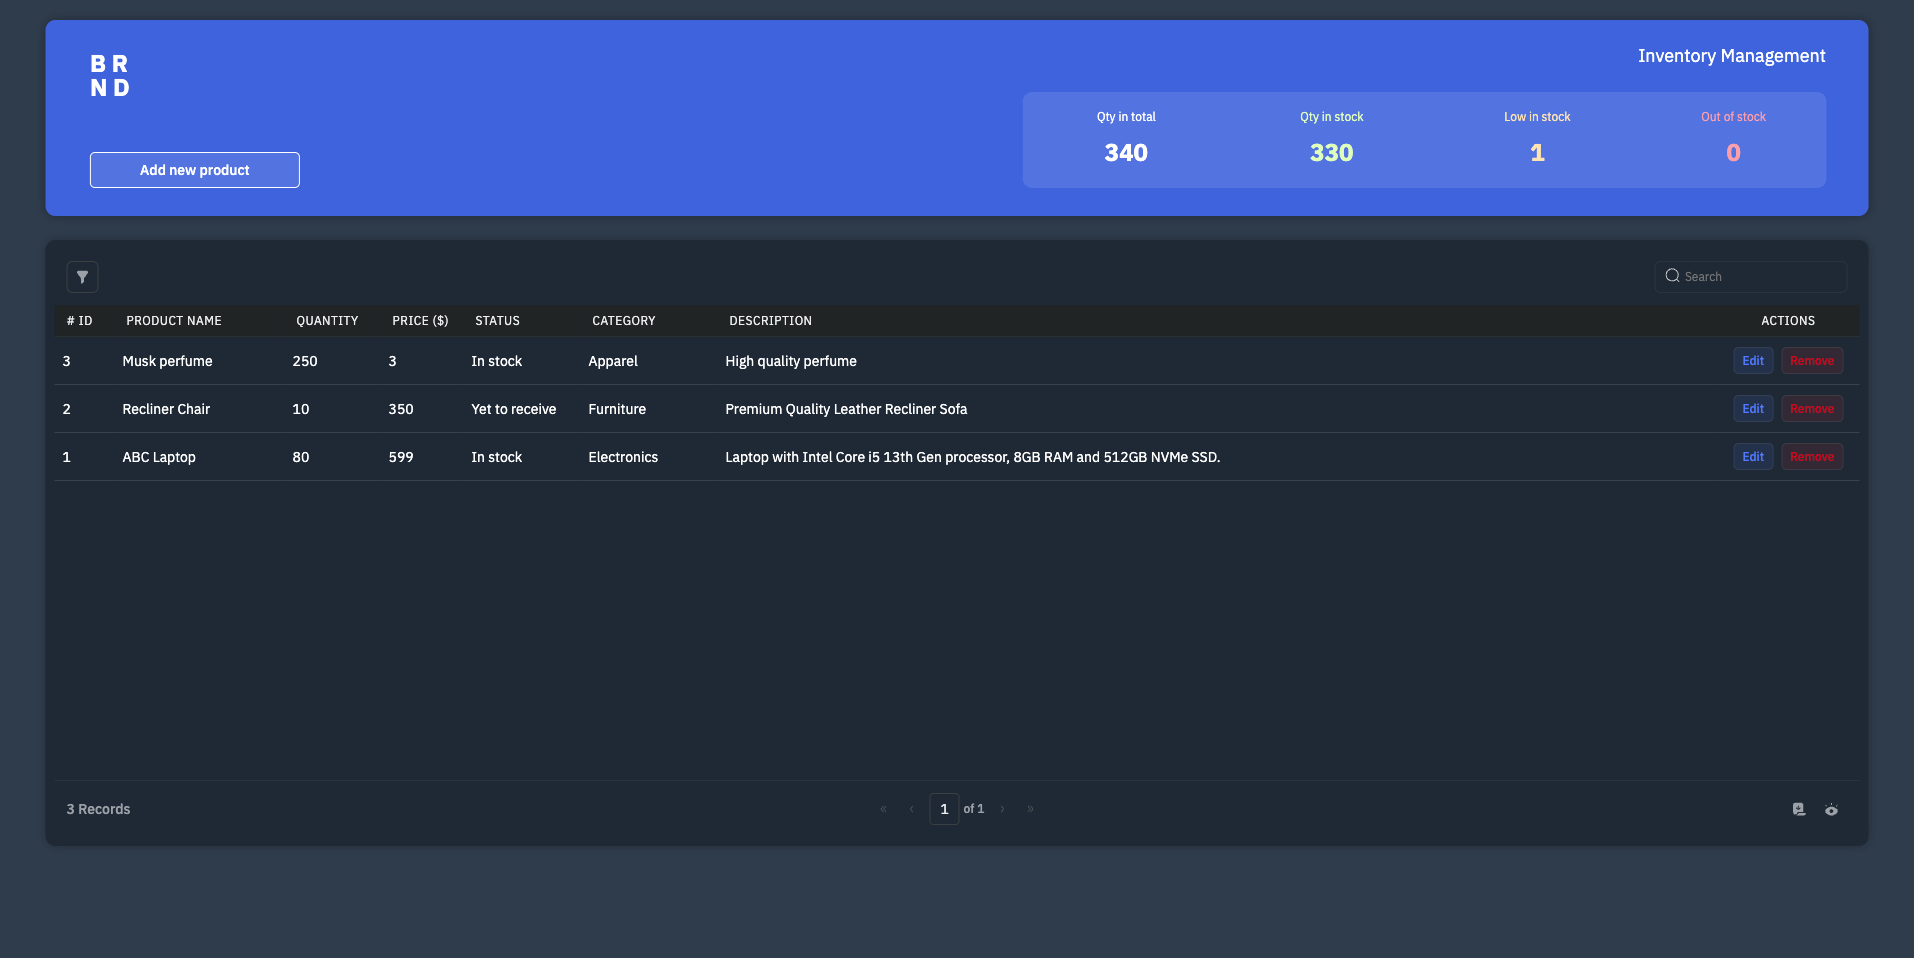 B R
N D
Inventory Management
Qty in total Qty in stock Low in stock Out of stock
340 330 1 0
Add new product
Search
# ID PRODUCT NAME QUANTITY PRICE ($) STATUS CATEGORY DESCRIPTION ACTIONS
3 Musk perfume 250 3 In stock Apparel High quality perfume Edit Remove
2 Recliner Chair 10 350 Yet to receive Furniture Premium Quality Leather Recliner Sofa Edit Remove
1 ABC Laptop 80 599 In stock Electronics Laptop with Intel Core i5 13th Gen processor, 8GB RAM and 512GB NVMe SSD. Edit Remove
3 Records « ‹ 1 of 1 › »